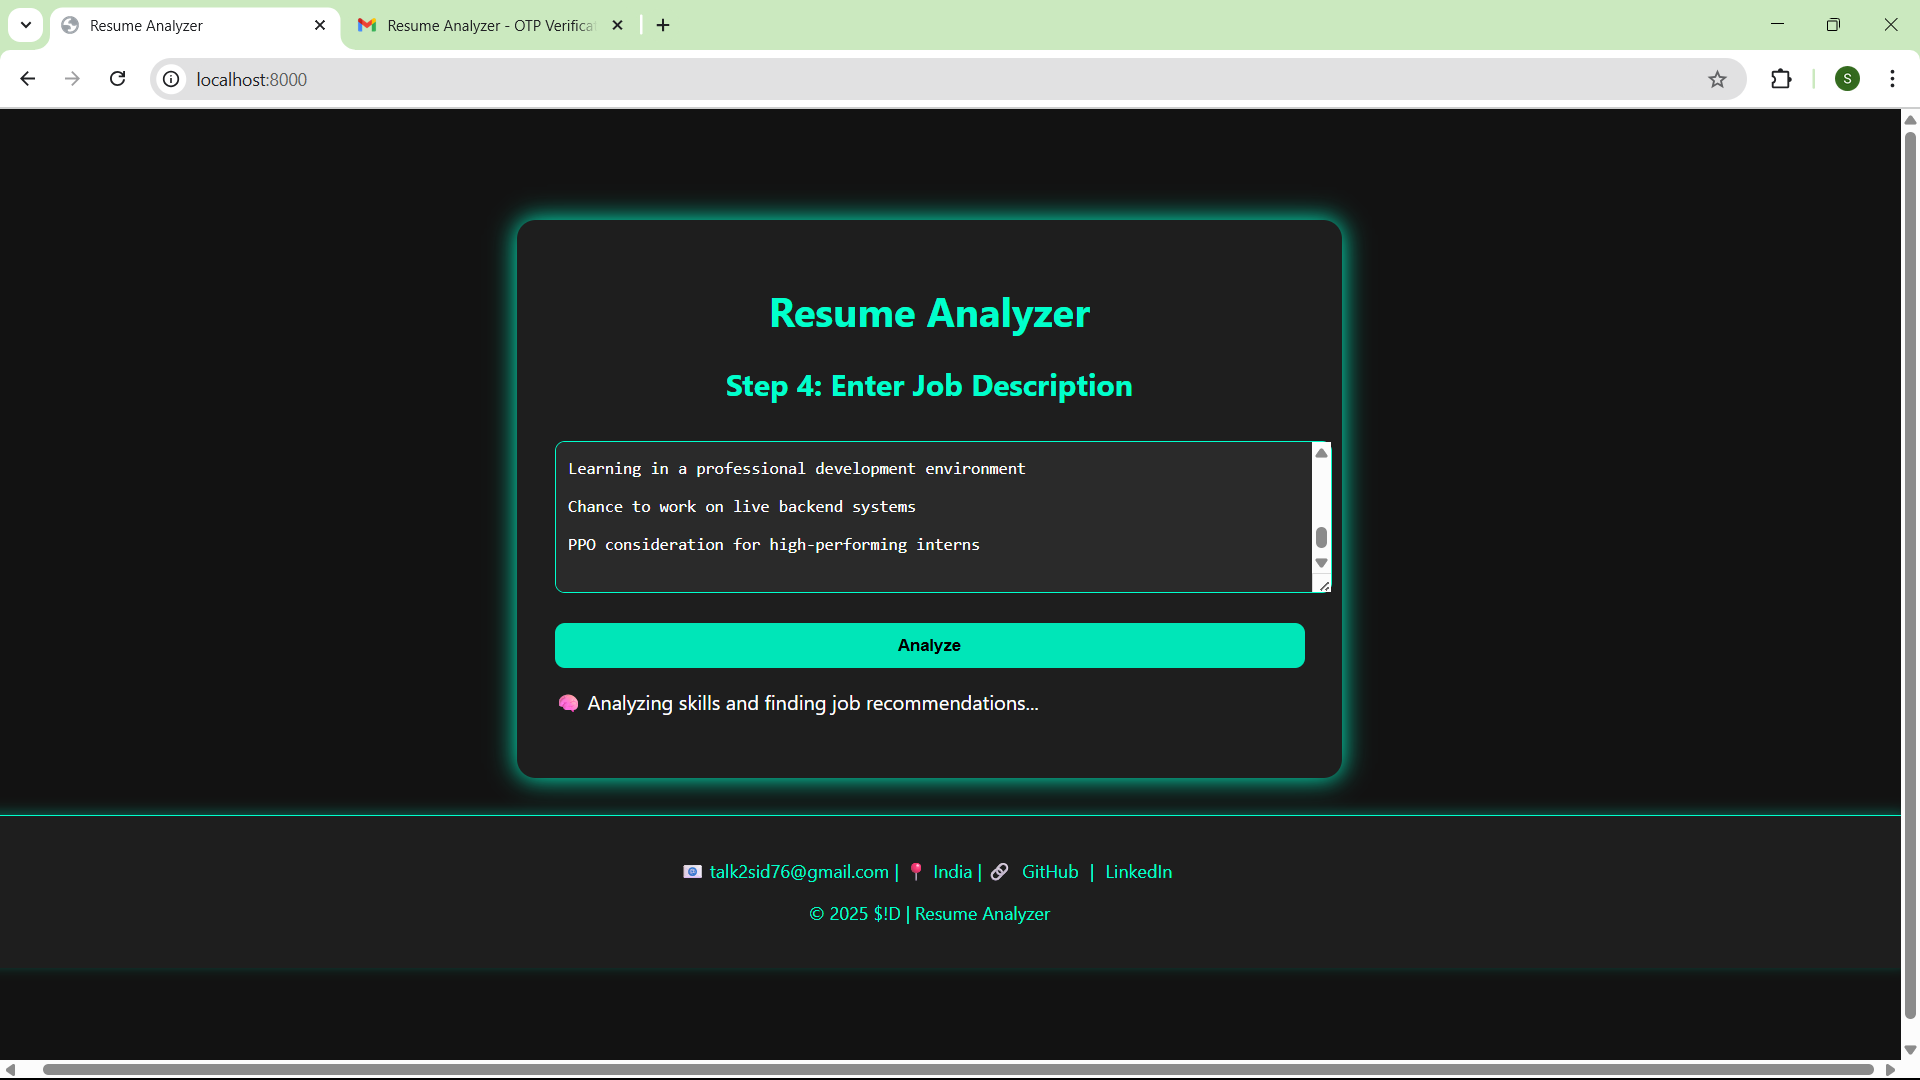 Resume Analyzer
Resume Analyzer - OTP Verifica
localhost:8000
S
Resume Analyzer
Step 4: Enter Job Description
Learning in a professional development environment
Chance to work on live backend systems
PPO consideration for high-performing interns
Analyze
🧠 Analyzing skills and finding job recommendations...
📧 talk2sid76@gmail.com | 📍 India | 🔗 GitHub | LinkedIn
© 2025 $!D | Resume Analyzer